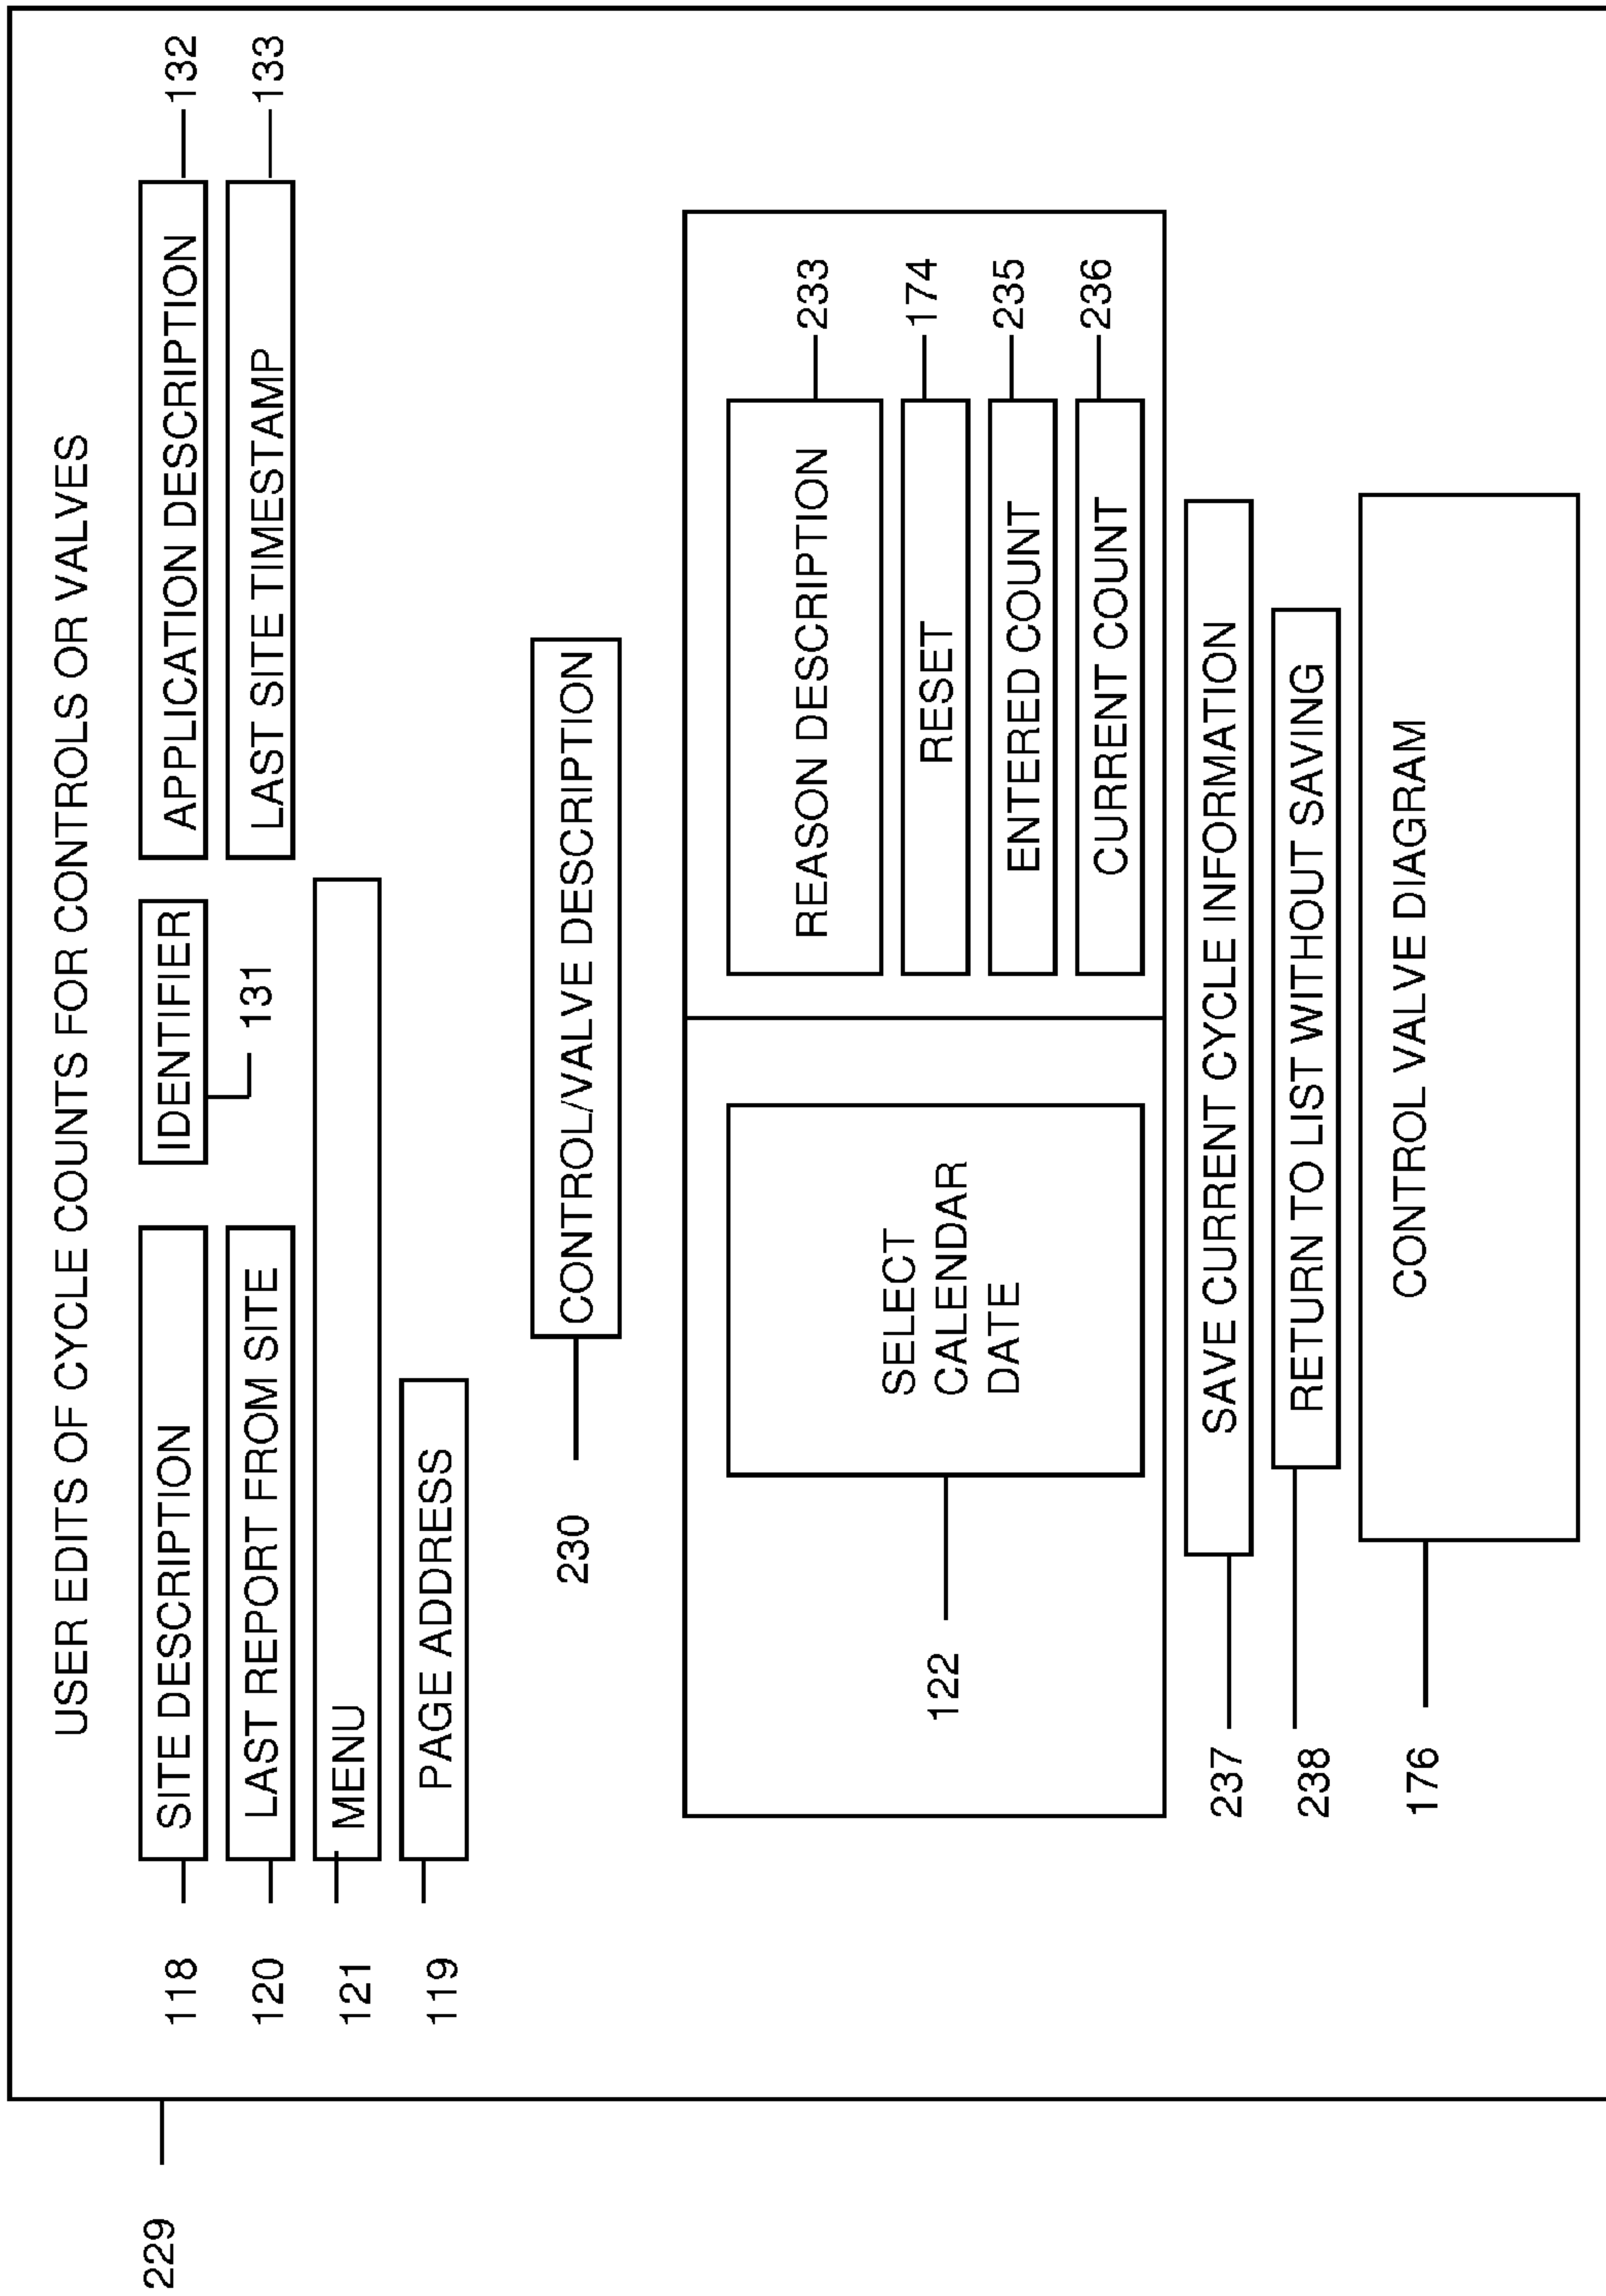 USER EDITS OF CYCLE COUNTS FOR CONTROLS OR VALVES
229
118
SITE DESCRIPTION
IDENTIFIER
131
APPLICATION DESCRIPTION
132
120
LAST REPORT FROM SITE
LAST SITE TIMESTAMP
133
121
MENU
119
PAGE ADDRESS
230
CONTROL/VALVE DESCRIPTION
122
SELECT
CALENDAR
DATE
REASON DESCRIPTION
233
RESET
174
ENTERED COUNT
235
CURRENT COUNT
236
237
SAVE CURRENT CYCLE INFORMATION
238
RETURN TO LIST WITHOUT SAVING
176
CONTROL VALVE DIAGRAM